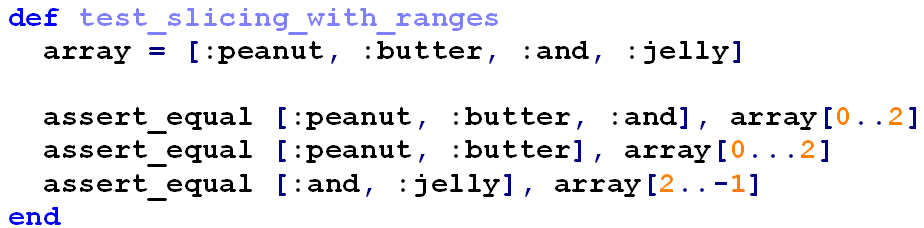 def test_slicing_with_ranges
  array = [:peanut, :butter, :and, :jelly]

  assert_equal [:peanut, :butter, :and], array[0..2]
  assert_equal [:peanut, :butter], array[0...2]
  assert_equal [:and, :jelly], array[2..-1]
end